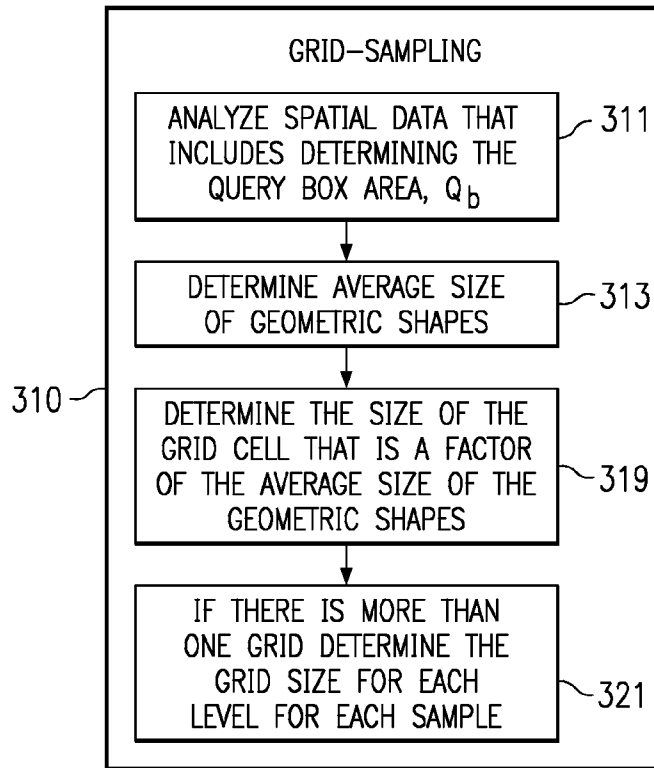 GRID-SAMPLING
ANALYZE SPATIAL DATA THAT
INCLUDES DETERMINING THE
QUERY BOX AREA, Qb
311
DETERMINE AVERAGE SIZE
OF GEOMETRIC SHAPES
313
310
DETERMINE THE SIZE OF THE
GRID CELL THAT IS A FACTOR
OF THE AVERAGE SIZE OF THE
GEOMETRIC SHAPES
319
IF THERE IS MORE THAN
ONE GRID DETERMINE THE
GRID SIZE FOR EACH
LEVEL FOR EACH SAMPLE
321